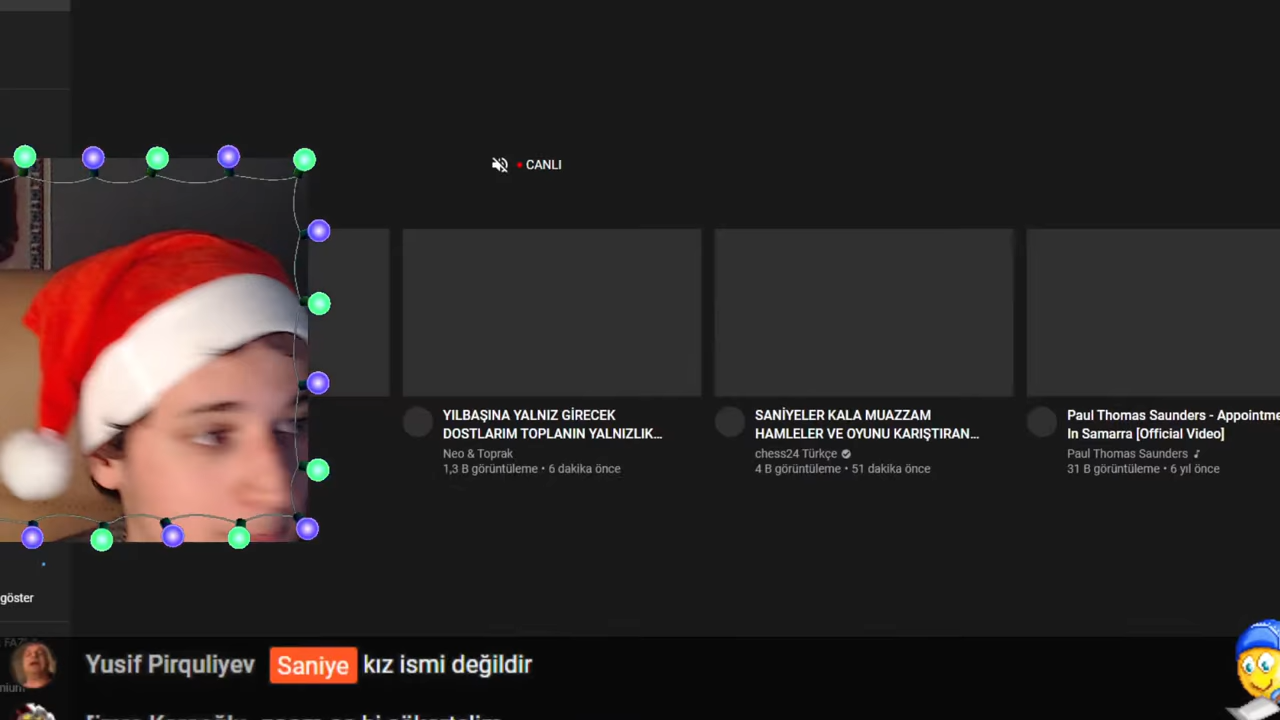 CANLI
YILBAŞINA YALNIZ GİRECEK
DOSTLARIM TOPLANIN YALNIZLIK...
Neo & Toprak
1,3 B görüntüleme • 6 dakika önce
SANİYELER KALA MUAZZAM
HAMLELER VE OYUNU KARIŞTIRAN...
chess24 Türkçe
4 B görüntüleme • 51 dakika önce
Paul Thomas Saunders - Appointme
In Samarra [Official Video]
Paul Thomas Saunders
31 B görüntüleme • 6 yıl önce
göster
Yusif Pirquliyev Saniye kız ismi değildir